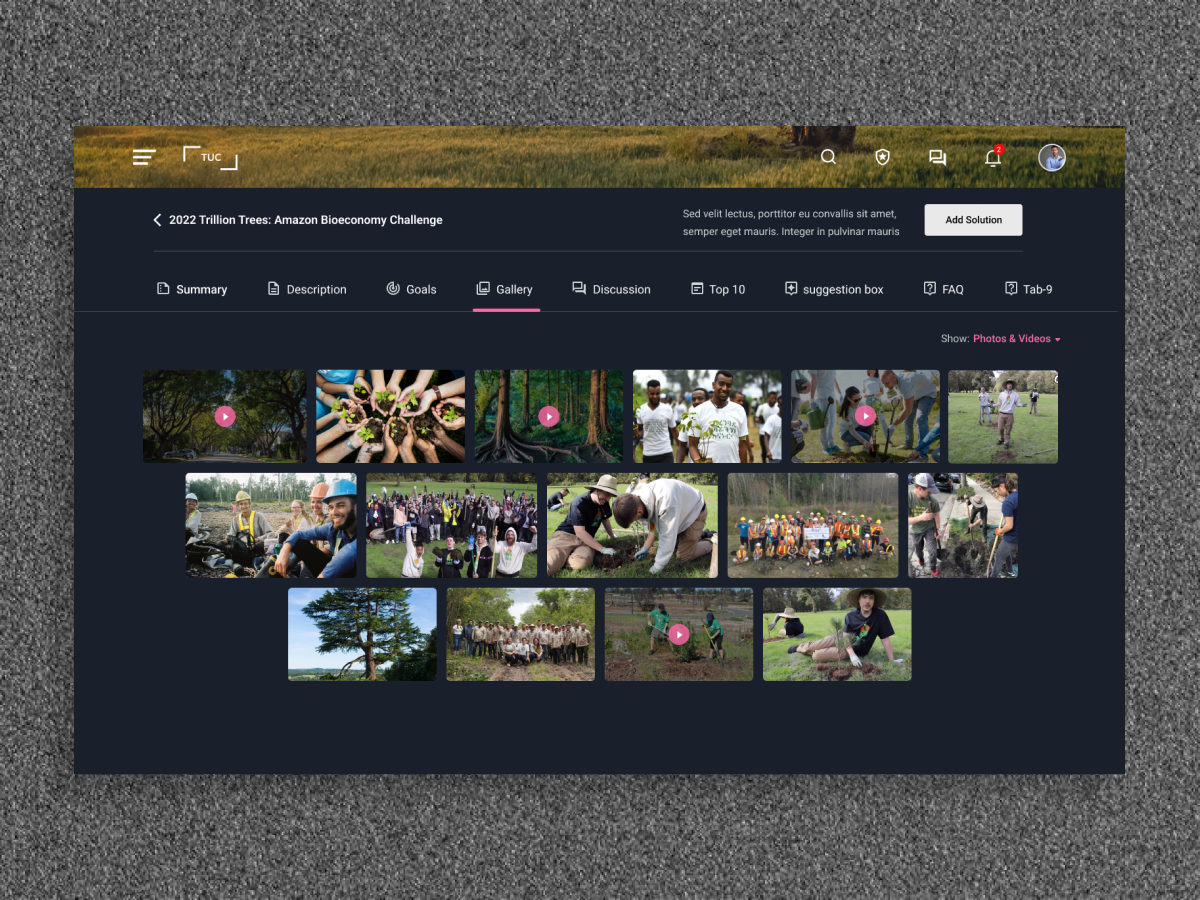 TUC
2
2022 Trillion Trees: Amazon Bioeconomy Challenge
Sed velit lectus, porttitor eu convallis sit amet,
semper eget mauris. Integer in pulvinar mauris
Add Solution
Summary
Description
Goals
Gallery
Discussion
Top 10
suggestion box
FAQ
Tab-9
Show: Photos & Videos